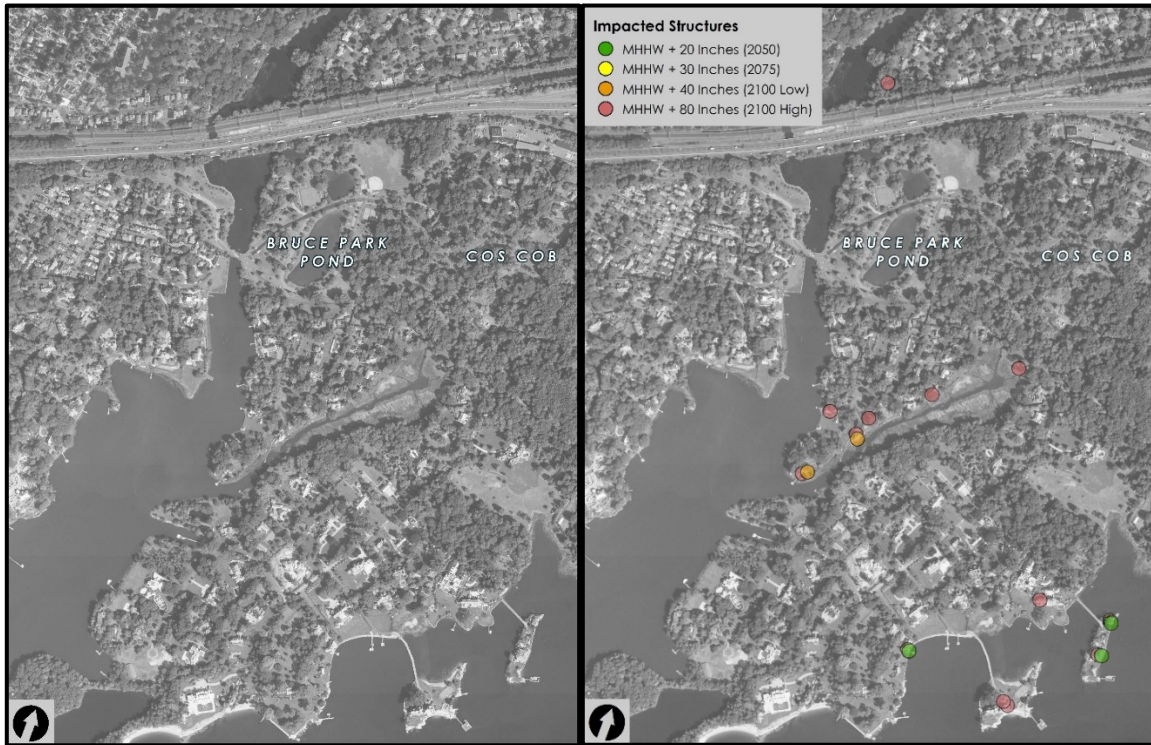 BRUCE PARK
POND
COS COB
Impacted Structures
MHHW + 20 Inches (2050)
MHHW + 30 Inches (2075)
MHHW + 40 Inches (2100 Low)
MHHW + 80 Inches (2100 High)
BRUCE PARK
POND
COS COB